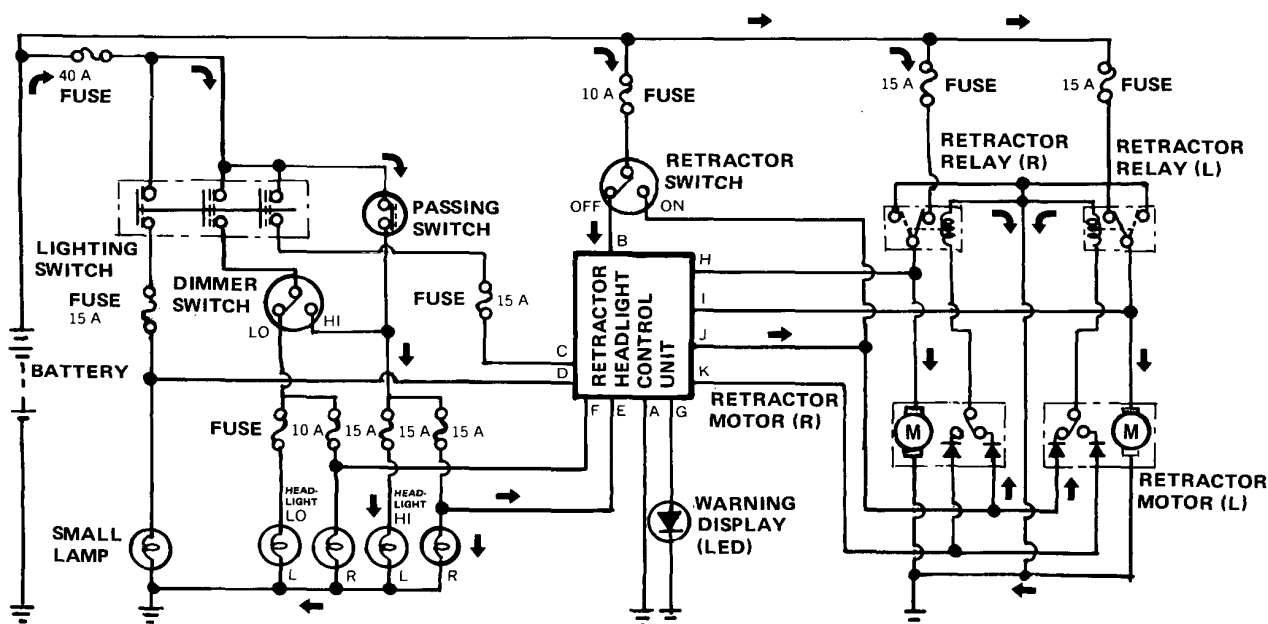 40 A
FUSE
10 A
FUSE
15 A
FUSE
15 A
FUSE
RETRACTOR
SWITCH
OFF
ON
RETRACTOR
RELAY (R)
RETRACTOR
RELAY (L)
PASSING
SWITCH
LIGHTING
SWITCH
FUSE
15 A
DIMMER
SWITCH
LO
HI
FUSE
15 A
BATTERY
B
H
I
J
K
C
D
F
E
A
G
RETRACTOR
HEADLIGHT
CONTROL
UNIT
RETRACTOR
MOTOR (R)
M
M
RETRACTOR
MOTOR (L)
FUSE
10 A
15 A
15 A
15 A
HEAD-
LIGHT
LO
HEAD-
LIGHT
HI
SMALL
LAMP
L
R
L
R
WARNING
DISPLAY
(LED)